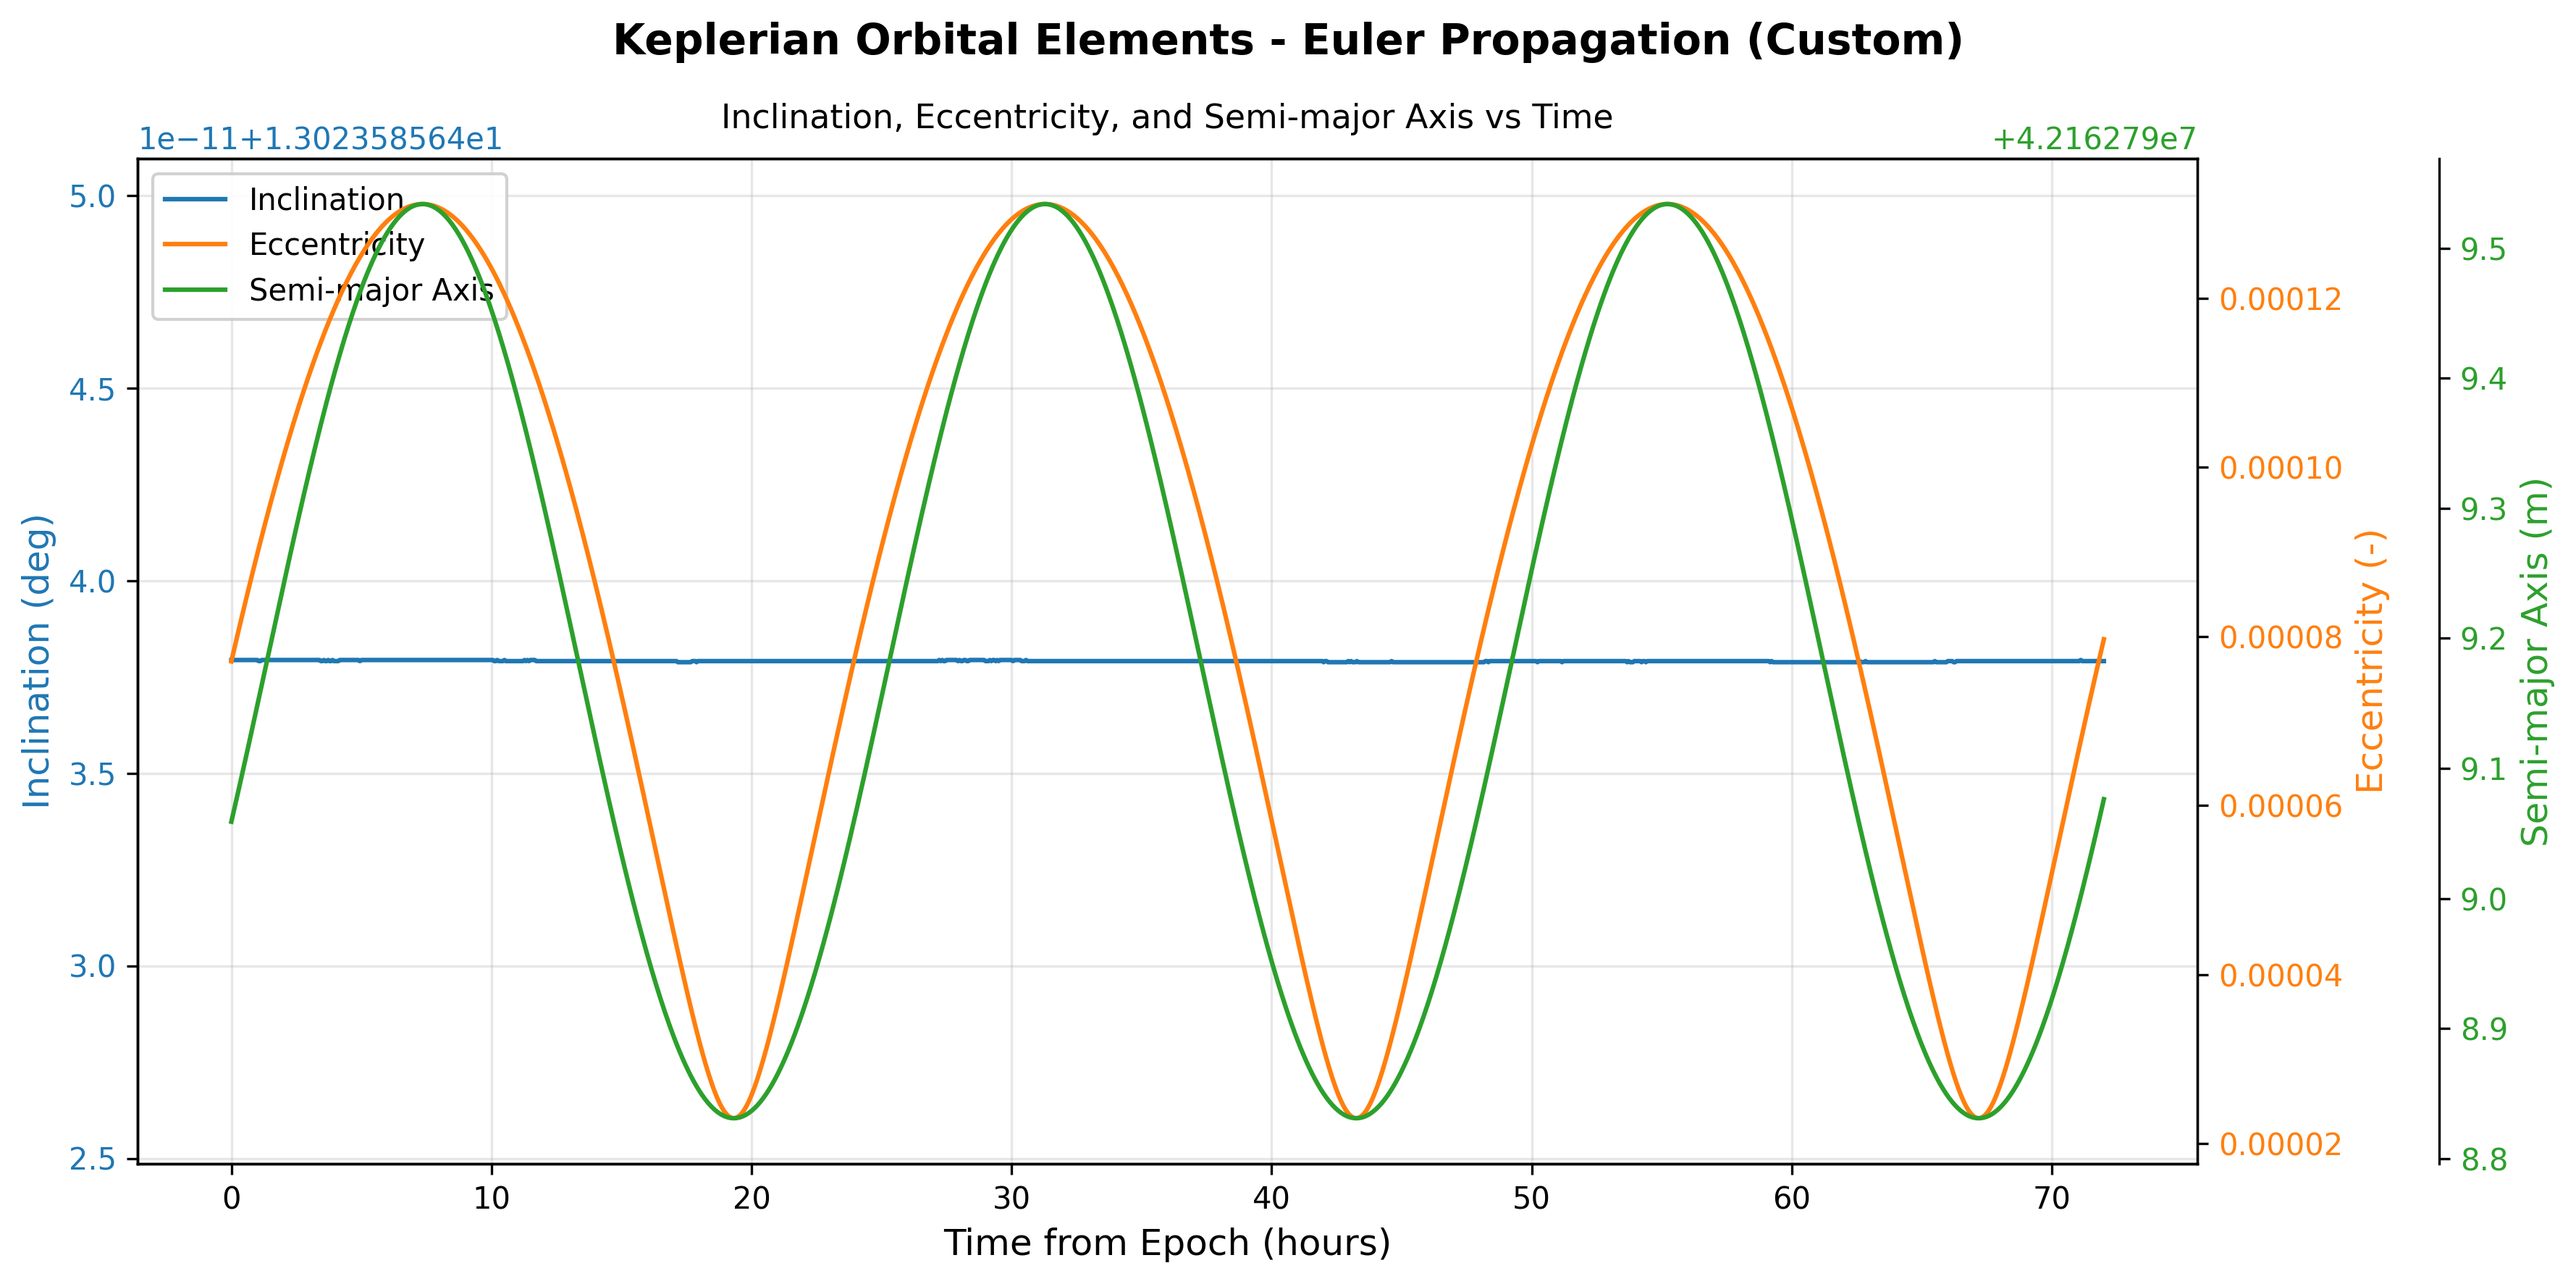 Keplerian Orbital Elements - Euler Propagation (Custom)
Inclination, Eccentricity, and Semi-major Axis vs Time
1e−11+1.302358564e1
+4.216279e7
Inclination
Eccentricity
Semi-major Axis
5.0
4.5
4.0
3.5
3.0
2.5
Inclination (deg)
0.00012
0.00010
0.00008
0.00006
0.00004
0.00002
Eccentricity (-)
9.5
9.4
9.3
9.2
9.1
9.0
8.9
8.8
Semi-major Axis (m)
0 10 20 30 40 50 60 70
Time from Epoch (hours)